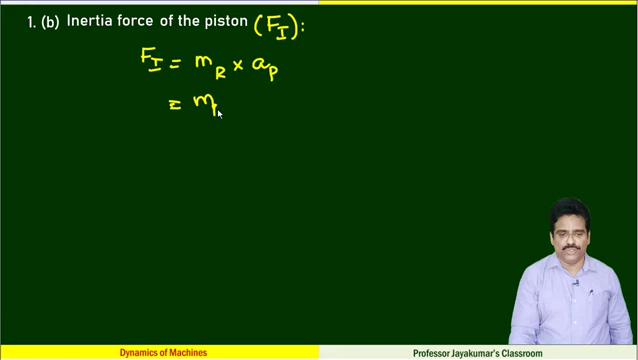 1. (b) Inertia force of the piston (F_I):
F_I = m_R × a_P
= m
Dynamics of Machines
Professor Jayakumar's Classroom